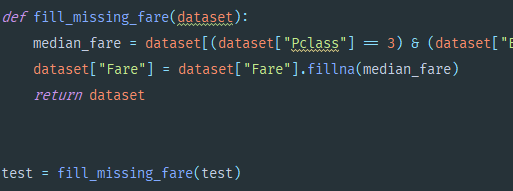 def fill_missing_fare(dataset):
median_fare = dataset[(dataset["Pclass"] == 3) & (dataset["
dataset["Fare"] = dataset["Fare"].fillna(median_fare)
return dataset
test = fill_missing_fare(test)